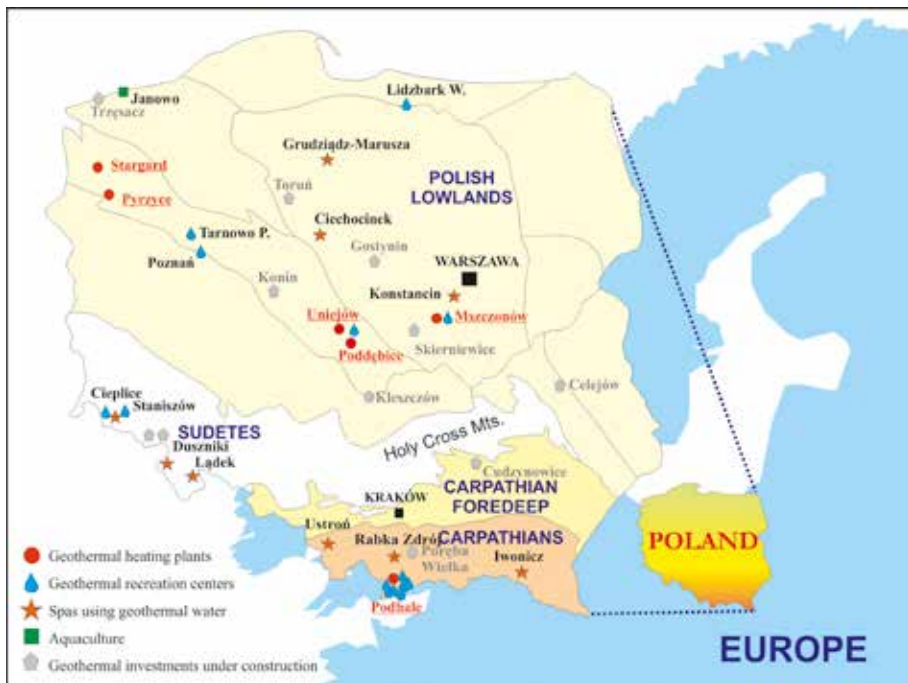 Lidzbark W.
Janowo
Trzęsacz
Grudziądz-Marusza
Stargard
POLISH
LOWLANDS
Toruń
Pyrzyce
Ciechocinek
Tarnowo P.
Gostynin
Poznań
WARSZAWA
Konin
Konstancin
Uniejów
Mszczonów
Skierniewice
Poddębice
Celejów
Kleszczów
Cieplice
Staniszów
SUDETES
Holy Cross Mts.
Duszniki
Lądek
Cudzynowice
CARPATHIAN
FOREDEEP
KRAKÓW
Ustroń
CARPATHIANS
Rabka Zdrój
Poręba
Wielka
Iwonicz
Podhale
POLAND
EUROPE
Geothermal heating plants
Geothermal recreation centers
Spas using geothermal water
Aquaculture
Geothermal investments under construction